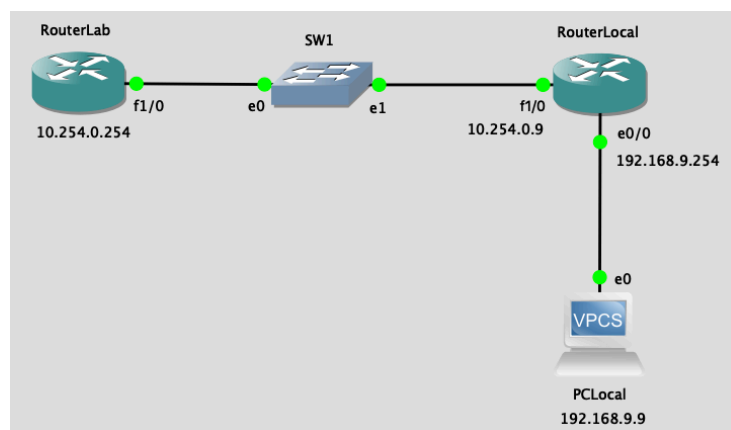 RouterLab
SW1
RouterLocal
f1/0
e0
e1
f1/0
10.254.0.254
10.254.0.9
e0/0
192.168.9.254
e0
VPCS
PCLocal
192.168.9.9